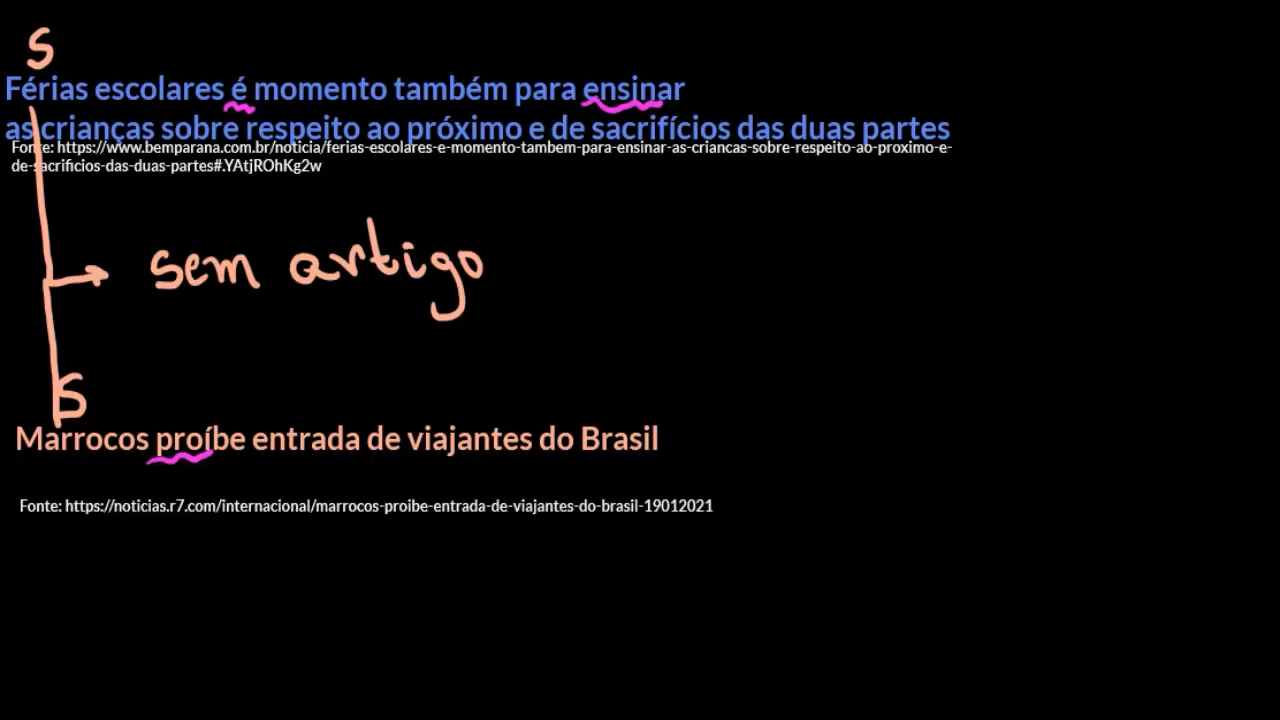 S
Férias escolares é momento também para ensinar
as crianças sobre respeito ao próximo e de sacrifícios das duas partes
Fonte: https://www.bemparana.com.br/noticia/ferias-escolares-e-momento-tambem-para-ensinar-as-criancas-sobre-respeito-ao-proximo-e-
de-sacrificios-das-duas-partes#.YAtjROhKg2w
sem artigo
S
Marrocos proíbe entrada de viajantes do Brasil
Fonte: https://noticias.r7.com/internacional/marrocos-proibe-entrada-de-viajantes-do-brasil-19012021